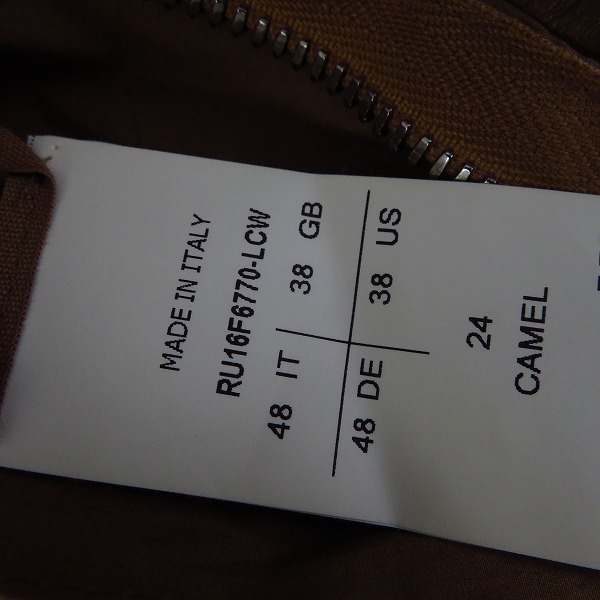 MADE IN ITALY
RU16F6770-LCW
48 IT 38 GB
48 DE 38 US
24
CAMEL